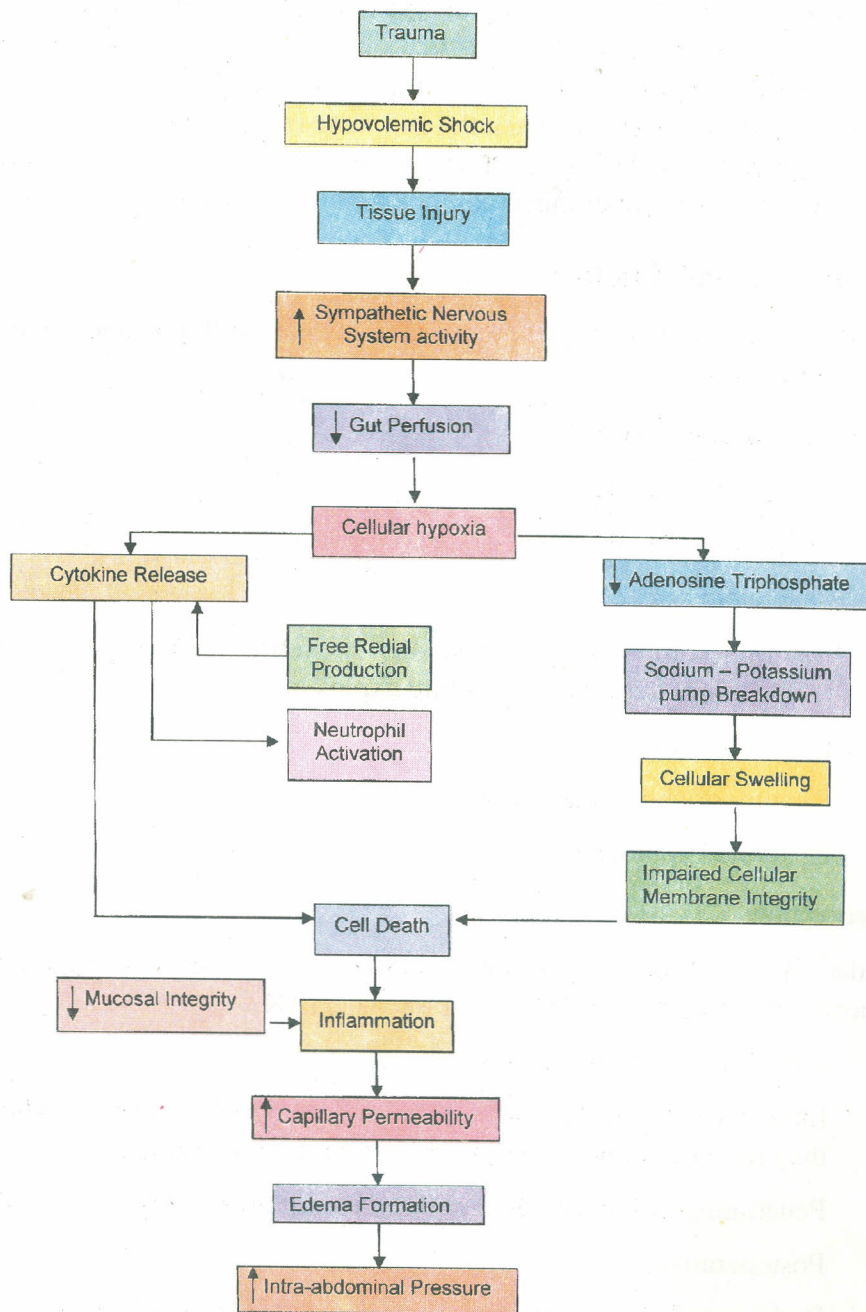 Trauma
Hypovolemic Shock
Tissue Injury
↑ Sympathetic Nervous
System activity
↓ Gut Perfusion
Cellular hypoxia
Cytokine Release
↓ Adenosine Triphosphate
Free Redial
Production
Sodium – Potassium
pump Breakdown
Neutrophil
Activation
Cellular Swelling
Impaired Cellular
Membrane Integrity
Cell Death
↓ Mucosal Integrity
Inflammation
↑ Capillary Permeability
Edema Formation
↑ Intra-abdominal Pressure